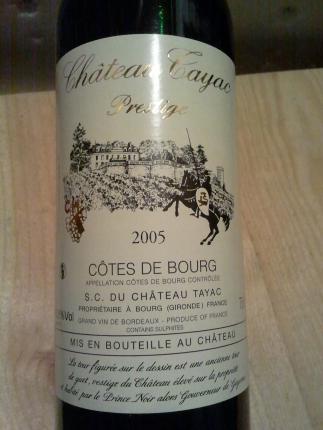 Château Tayac
Prestige
2005
CÔTES DE BOURG
APPELLATION CÔTES DE BOURG CONTRÔLÉE
S.C. DU CHÂTEAU TAYAC
PROPRIÉTAIRE À BOURG (GIRONDE) FRANCE
%Vol
GRAND VIN DE BORDEAUX - PRODUCE OF FRANCE
CONTAINS SULPHITES
MIS EN BOUTEILLE AU CHÂTEAU
La tour figurée sur le dessin est une ancienne tour
de guet, vestige du Château élevé sur la propriété
et habité par le Prince Noir alors Gouverneur de